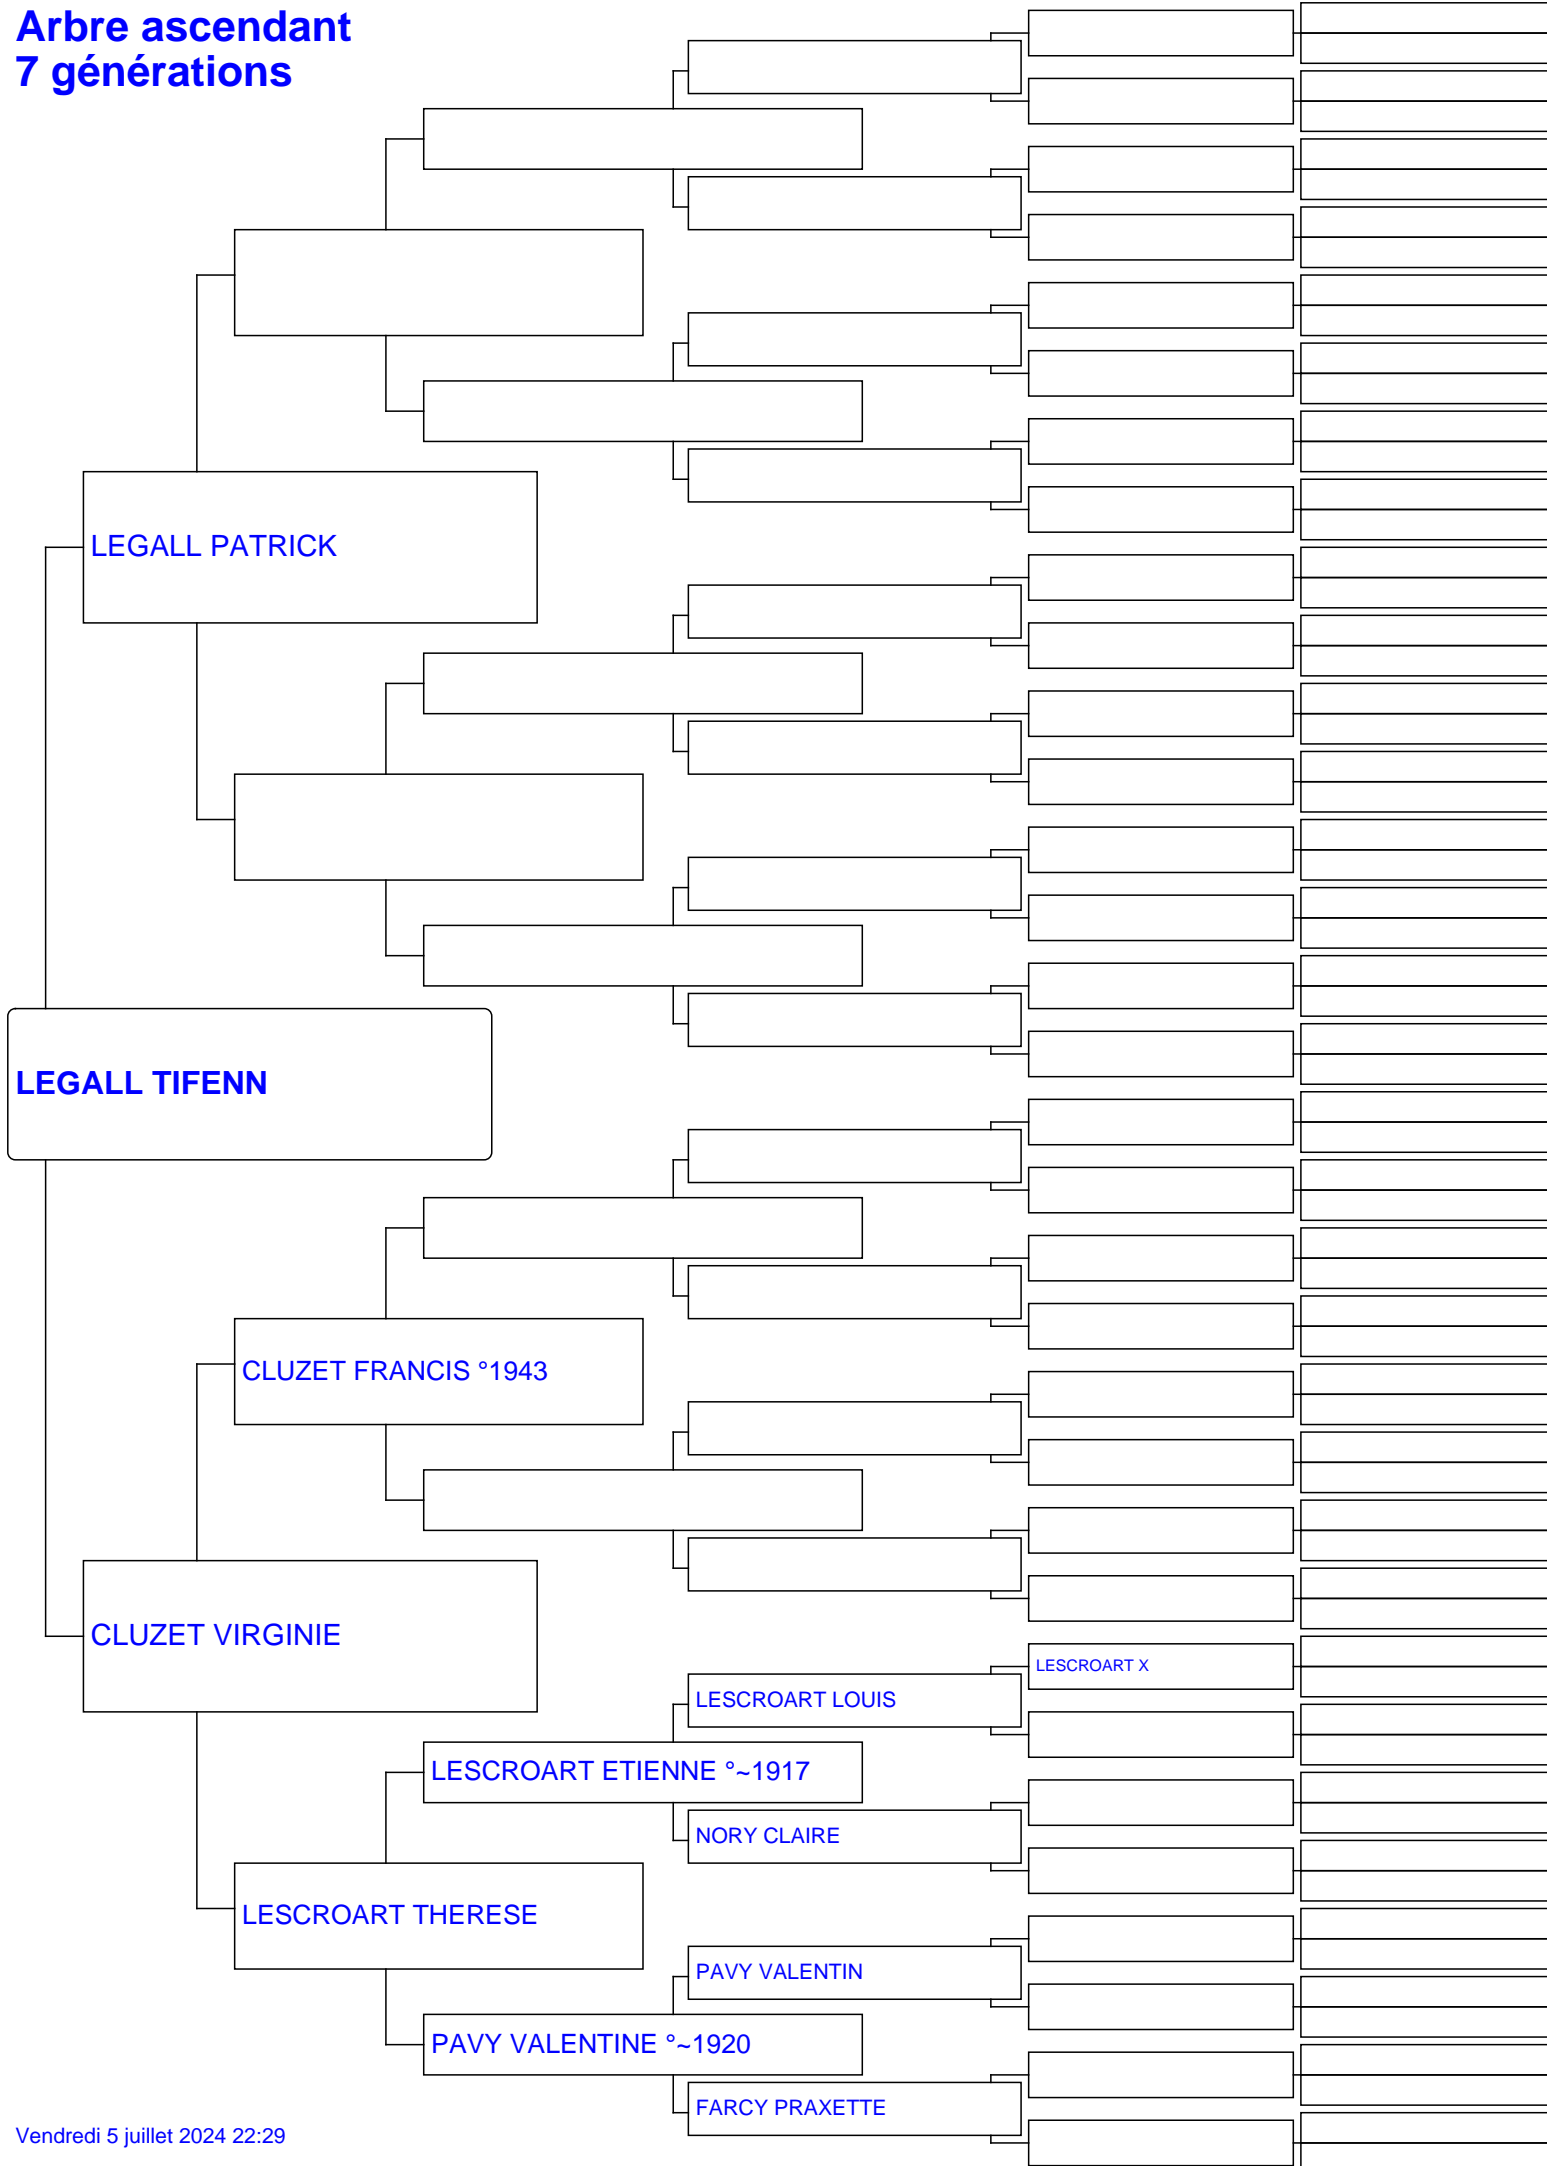 Arbre ascendant
7 générations
LEGALL PATRICK
LEGALL TIFENN
CLUZET FRANCIS °1943
CLUZET VIRGINIE
LESCROART X
LESCROART LOUIS
LESCROART ETIENNE °~1917
NORY CLAIRE
LESCROART THERESE
PAVY VALENTIN
PAVY VALENTINE °~1920
FARCY PRAXETTE
Vendredi 5 juillet 2024 22:29